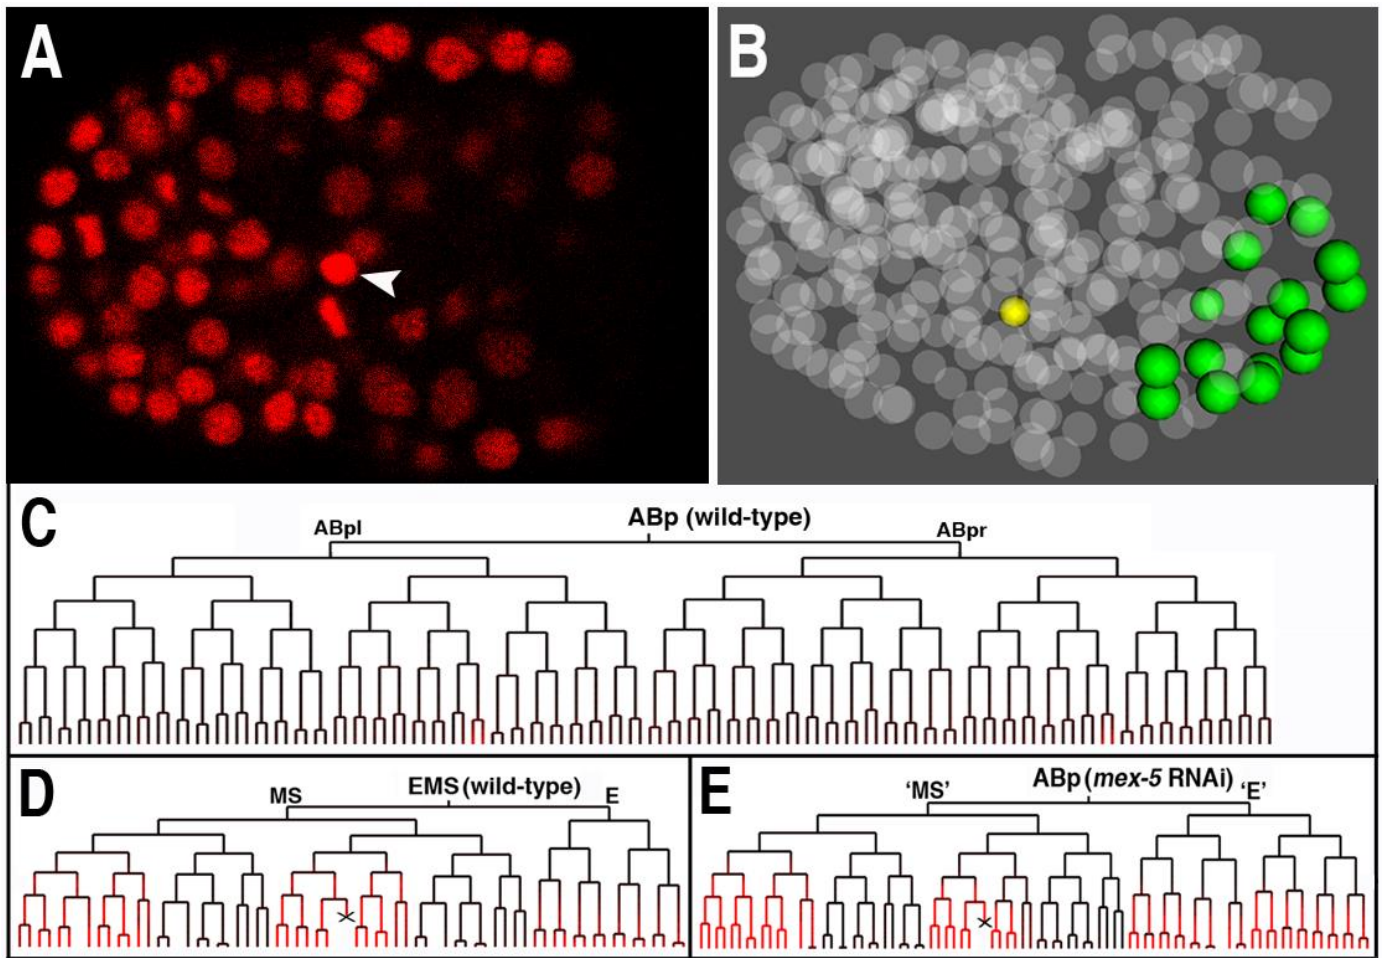 A
B
C
ABp (wild-type)
ABpl
ABpr
D
EMS (wild-type)
MS
E
E
ABp (mex-5 RNAi)
‘MS’
‘E’